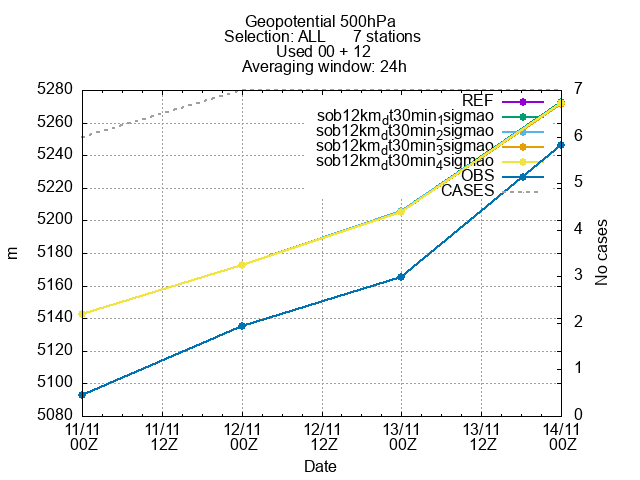 Geopotential 500hPa
Selection: ALL 7 stations
Used 00 + 12
Averaging window: 24h
REF
sob12km_dt30min_1sigmao
sob12km_dt30min_2sigmao
sob12km_dt30min_3sigmao
sob12km_dt30min_4sigmao
OBS
CASES
5280
5260
5240
5220
5200
5180
5160
5140
5120
5100
5080
m
7
6
5
4
3
2
1
0
No cases
11/11 11/11 12/11 12/11 13/11 13/11 14/11
00Z 12Z 00Z 12Z 00Z 12Z 00Z
Date